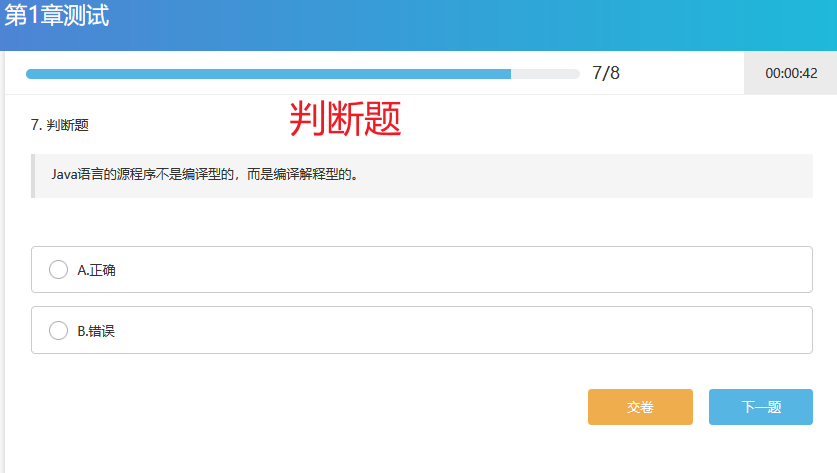 第1章测试
7/8
00:00:42
7. 判断题
判断题
Java语言的源程序不是编译型的，而是编译解释型的。
A.正确
B.错误
交卷
下一题